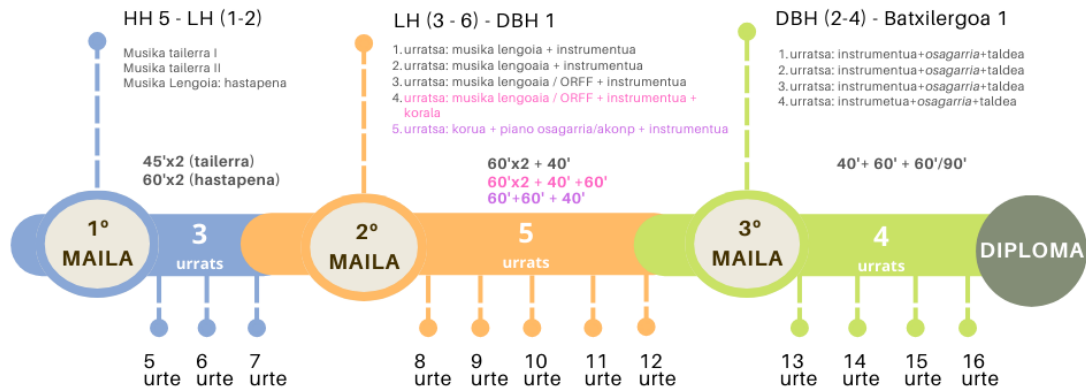 HH 5 - LH (1-2)
Musika tailerra I
Musika tailerra II
Musika Lengoia: hastapena
45'x2 (tailerra)
60'x2 (hastapena)
1º
MAILA
3
urrats
5
urte
6
urte
7
urte
LH (3 - 6) - DBH 1
1. urratsa: musika lengoia + instrumentua
2. urratsa: musika lengoaia + instrumentua
3. urratsa: musika lengoaia / ORFF + instrumentua
4. urratsa: musika lengoaia / ORFF + instrumentua +
korala
5. urratsa: korua + piano osagarria/akonp + instrumentua
60'x2 + 40'
60'x2 + 40' +60'
60'+60' + 40'
2º
MAILA
5
urrats
8
urte
9
urte
10
urte
11
urte
12
urte
DBH (2-4) - Batxilergoa 1
1. urratsa: instrumentua+osagarria+taldea
2. urratsa: instrumentua+osagarria+taldea
3. urratsa: instrumentua+osagarria+taldea
4. urratsa: instrumetua+osagarria+taldea
40'+ 60' + 60'/90'
3º
MAILA
4
urrats
13
urte
14
urte
15
urte
16
urte
DIPLOMA